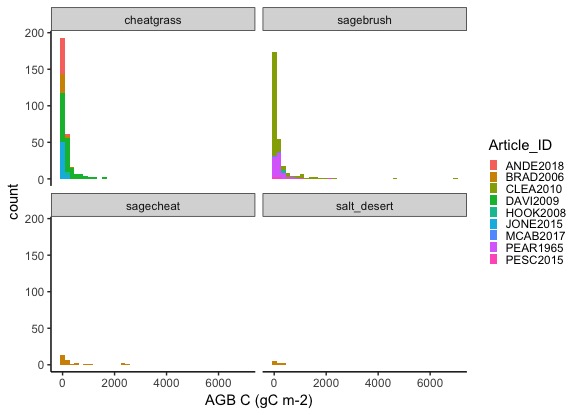 cheatgrass sagebrush
200
150
100
50
0
sagecheat salt_desert
200
150
100
50
0
0 2000 4000 6000 0 2000 4000 6000
AGB C (gC m-2)
count
Article_ID
ANDE2018
BRAD2006
CLEA2010
DAVI2009
HOOK2008
JONE2015
MCAB2017
PEAR1965
PESC2015